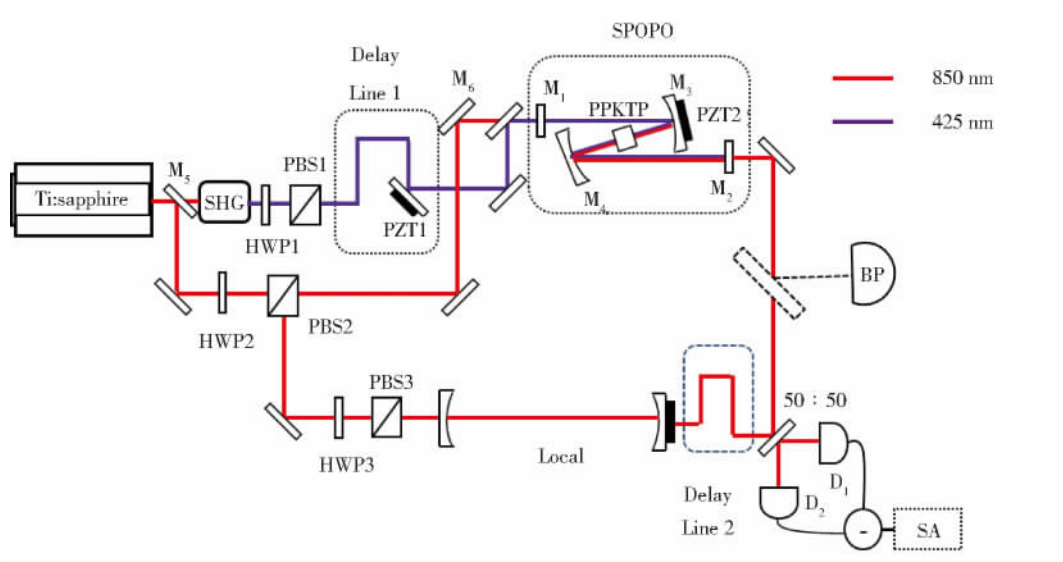 SPOPO
Delay
Line 1
M6
M1
M3
PPKTP
PZT2
850 nm
425 nm
PBS1
M5
Ti:sapphire
SHG
HWP1
PZT1
M4
M2
BP
HWP2
PBS2
PBS3
50 : 50
HWP3
Local
D1
Delay
D2
Line 2
-
SA